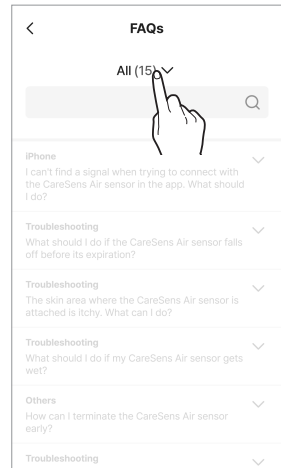 FAQs
All (15)
iPhone
I can't find a signal when trying to connect with
the CareSens Air sensor in the app. What should
I do?
Troubleshooting
What should I do if the CareSens Air sensor falls
off before its expiration?
Troubleshooting
The skin area where the CareSens Air sensor is
attached is itchy. What can I do?
Troubleshooting
What should I do if my CareSens Air sensor gets
wet?
Others
How can I terminate the CareSens Air sensor
early?
Troubleshooting